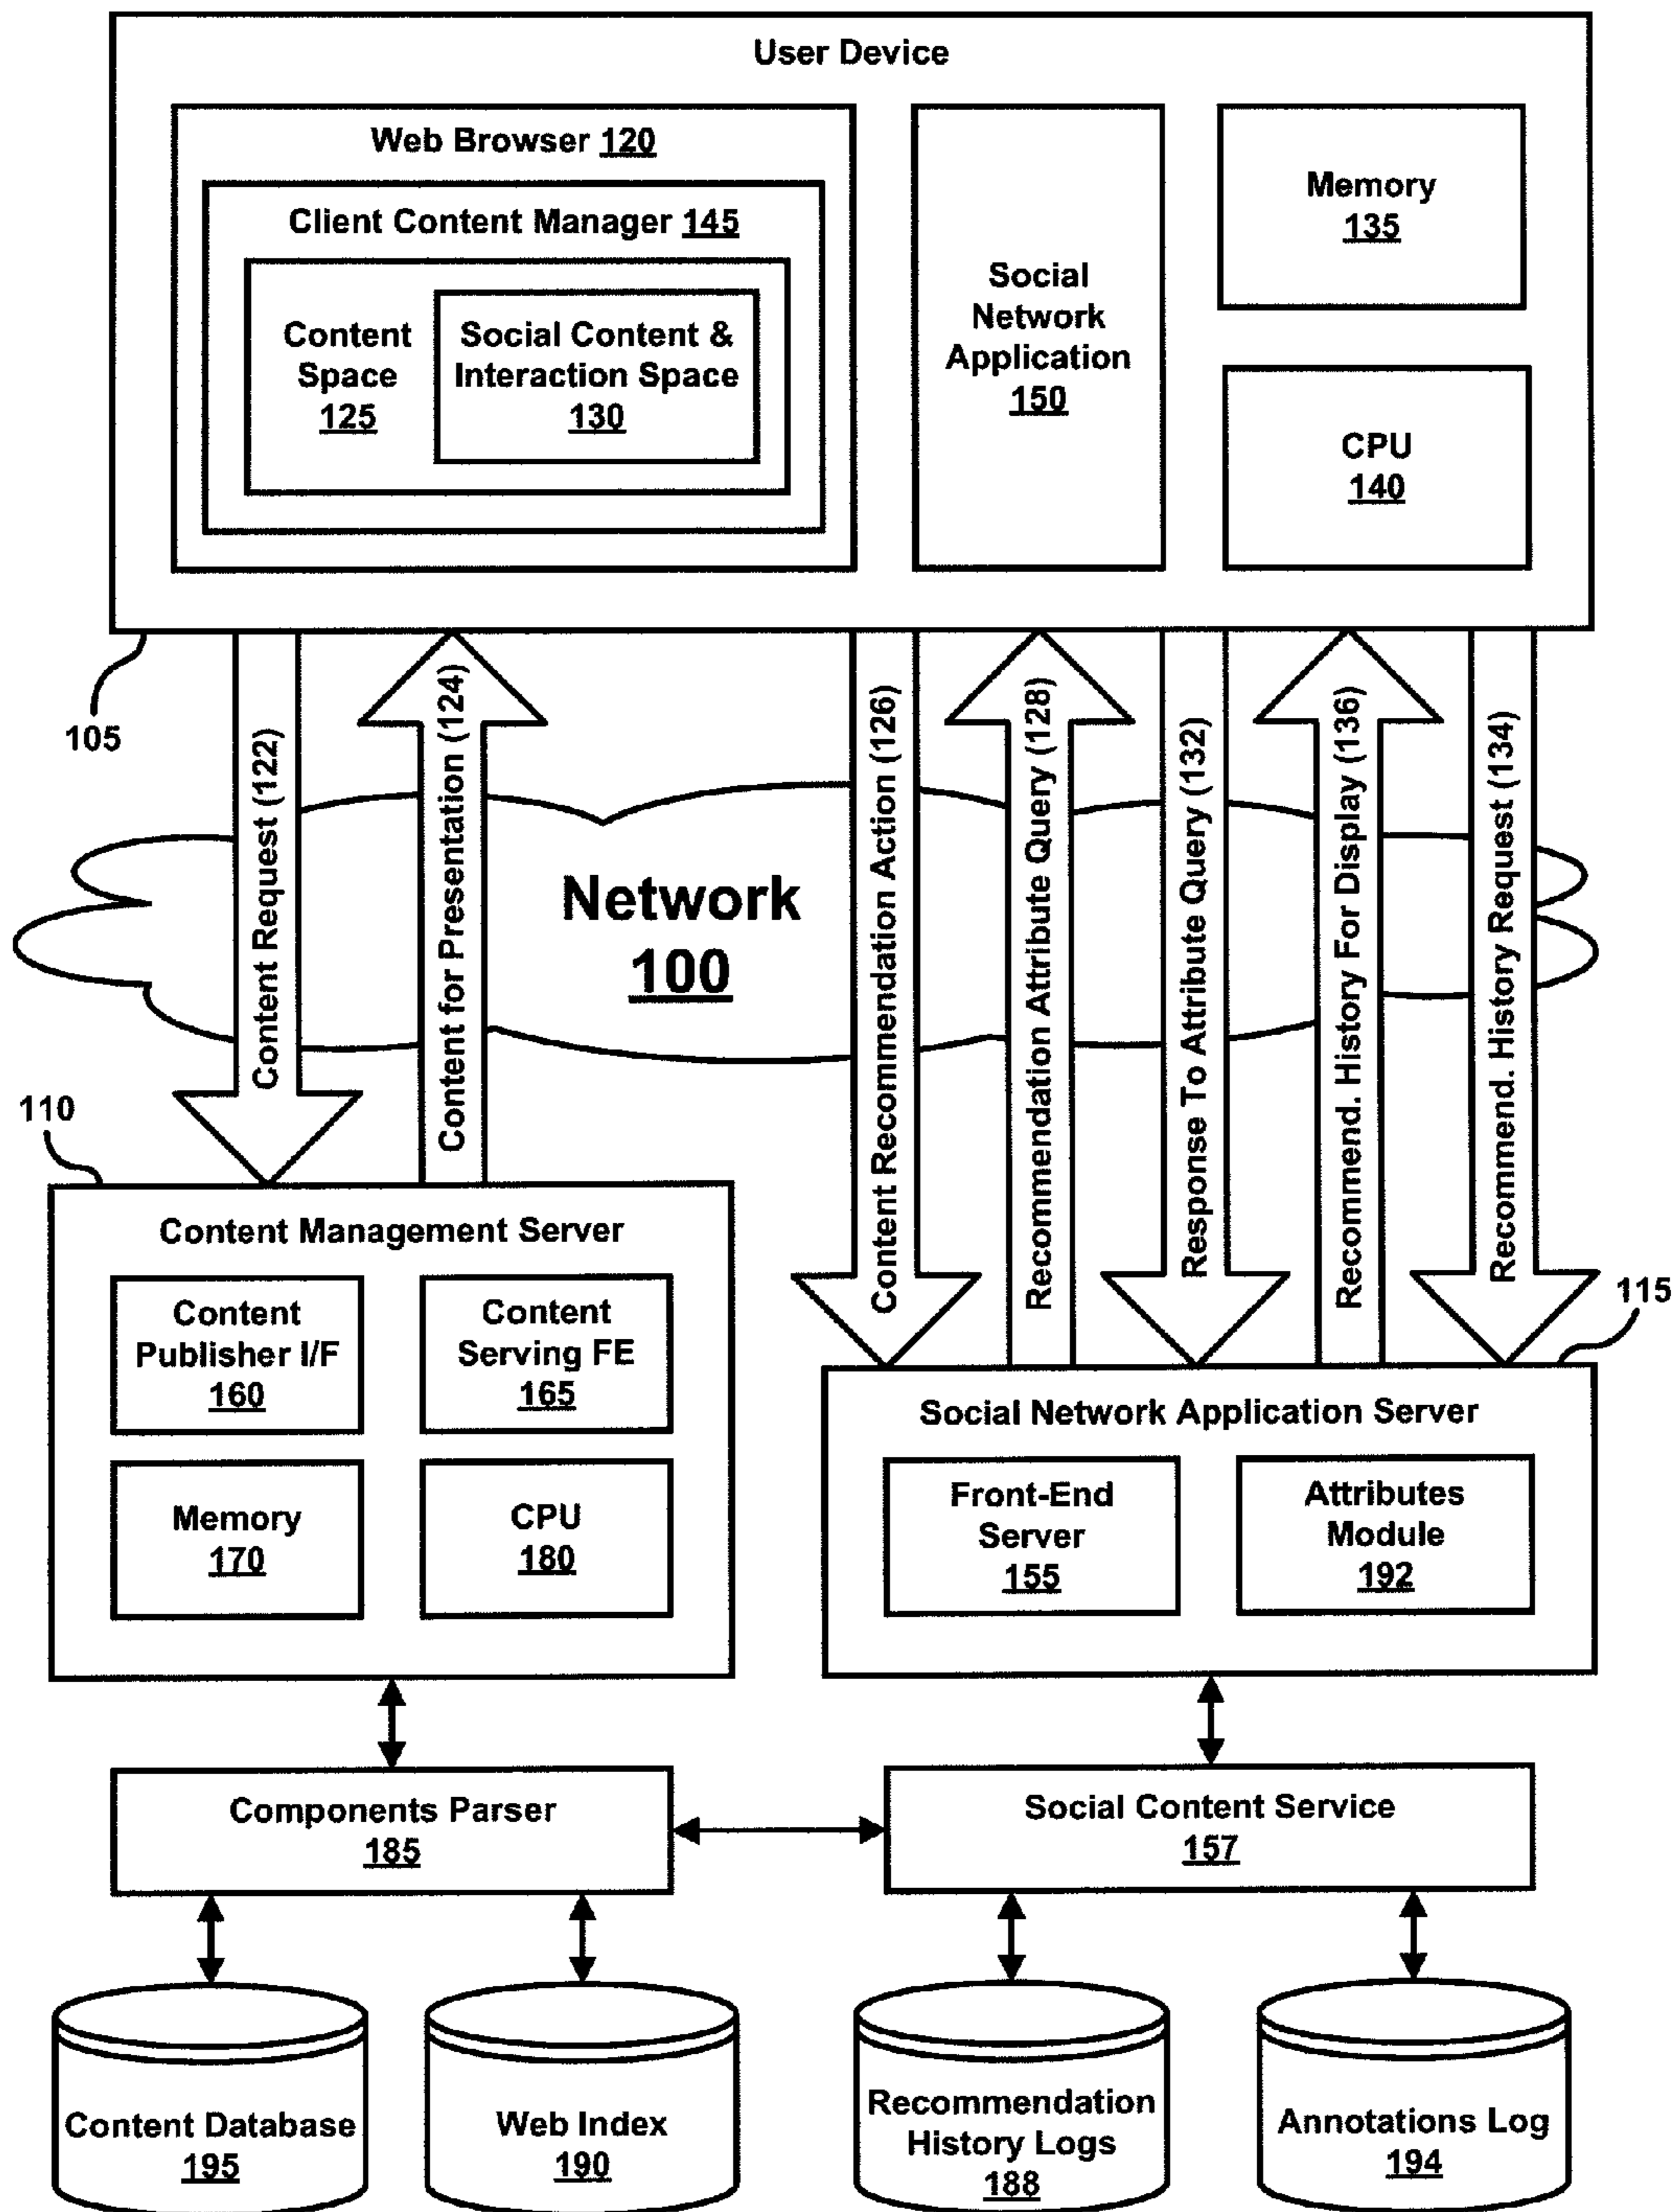 User Device
Web Browser 120
Client Content Manager 145
Content
Space
125
Social Content &
Interaction Space
130
Social
Network
Application
150
Memory
135
CPU
140
105
Content Request (122)
Content for Presentation (124)
Content Recommendation Action (126)
Recommendation Attribute Query (128)
Response To Attribute Query (132)
Recommend. History For Display (136)
Recommend. History Request (134)
Network
100
110
Content Management Server
Content
Publisher I/F
160
Content
Serving FE
165
Memory
170
CPU
180
115
Social Network Application Server
Front-End
Server
155
Attributes
Module
192
Components Parser
185
Social Content Service
157
Content Database
195
Web Index
190
Recommendation
History Logs
188
Annotations Log
194